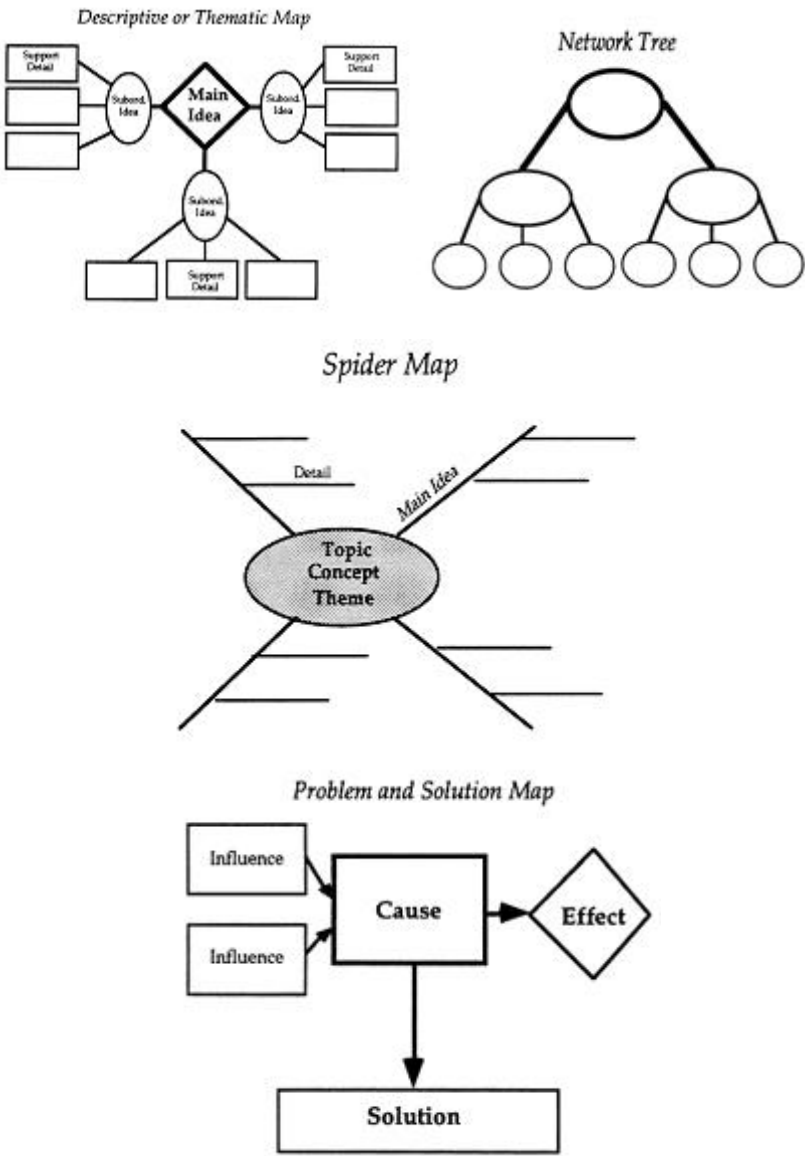 Descriptive or Thematic Map
Support
Detail
Subord.
Idea
Main
Idea
Subord.
Idea
Support
Detail
Subord.
Idea
Support
Detail
Network Tree
Spider Map
Detail
Main Idea
Topic
Concept
Theme
Problem and Solution Map
Influence
Influence
Cause
Effect
Solution